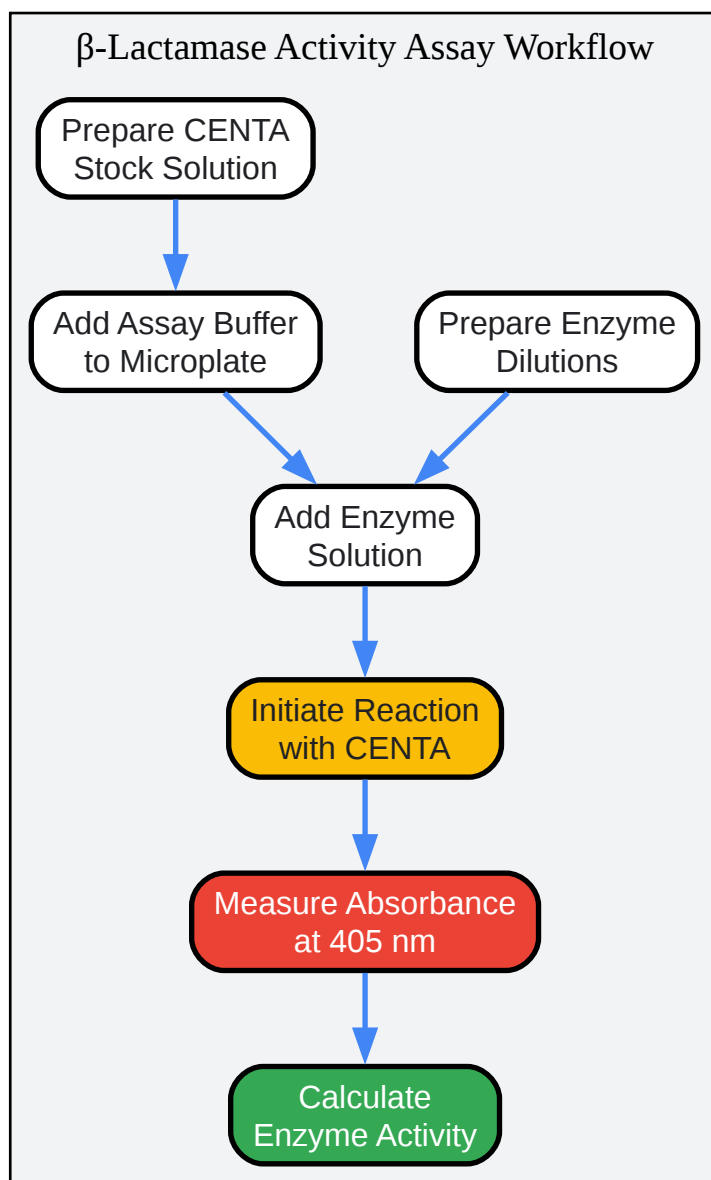 β-Lactamase Activity Assay Workflow
Prepare CENTA
Stock Solution
Add Assay Buffer
to Microplate
Prepare Enzyme
Dilutions
Add Enzyme
Solution
Initiate Reaction
with CENTA
Measure Absorbance
at 405 nm
Calculate
Enzyme Activity